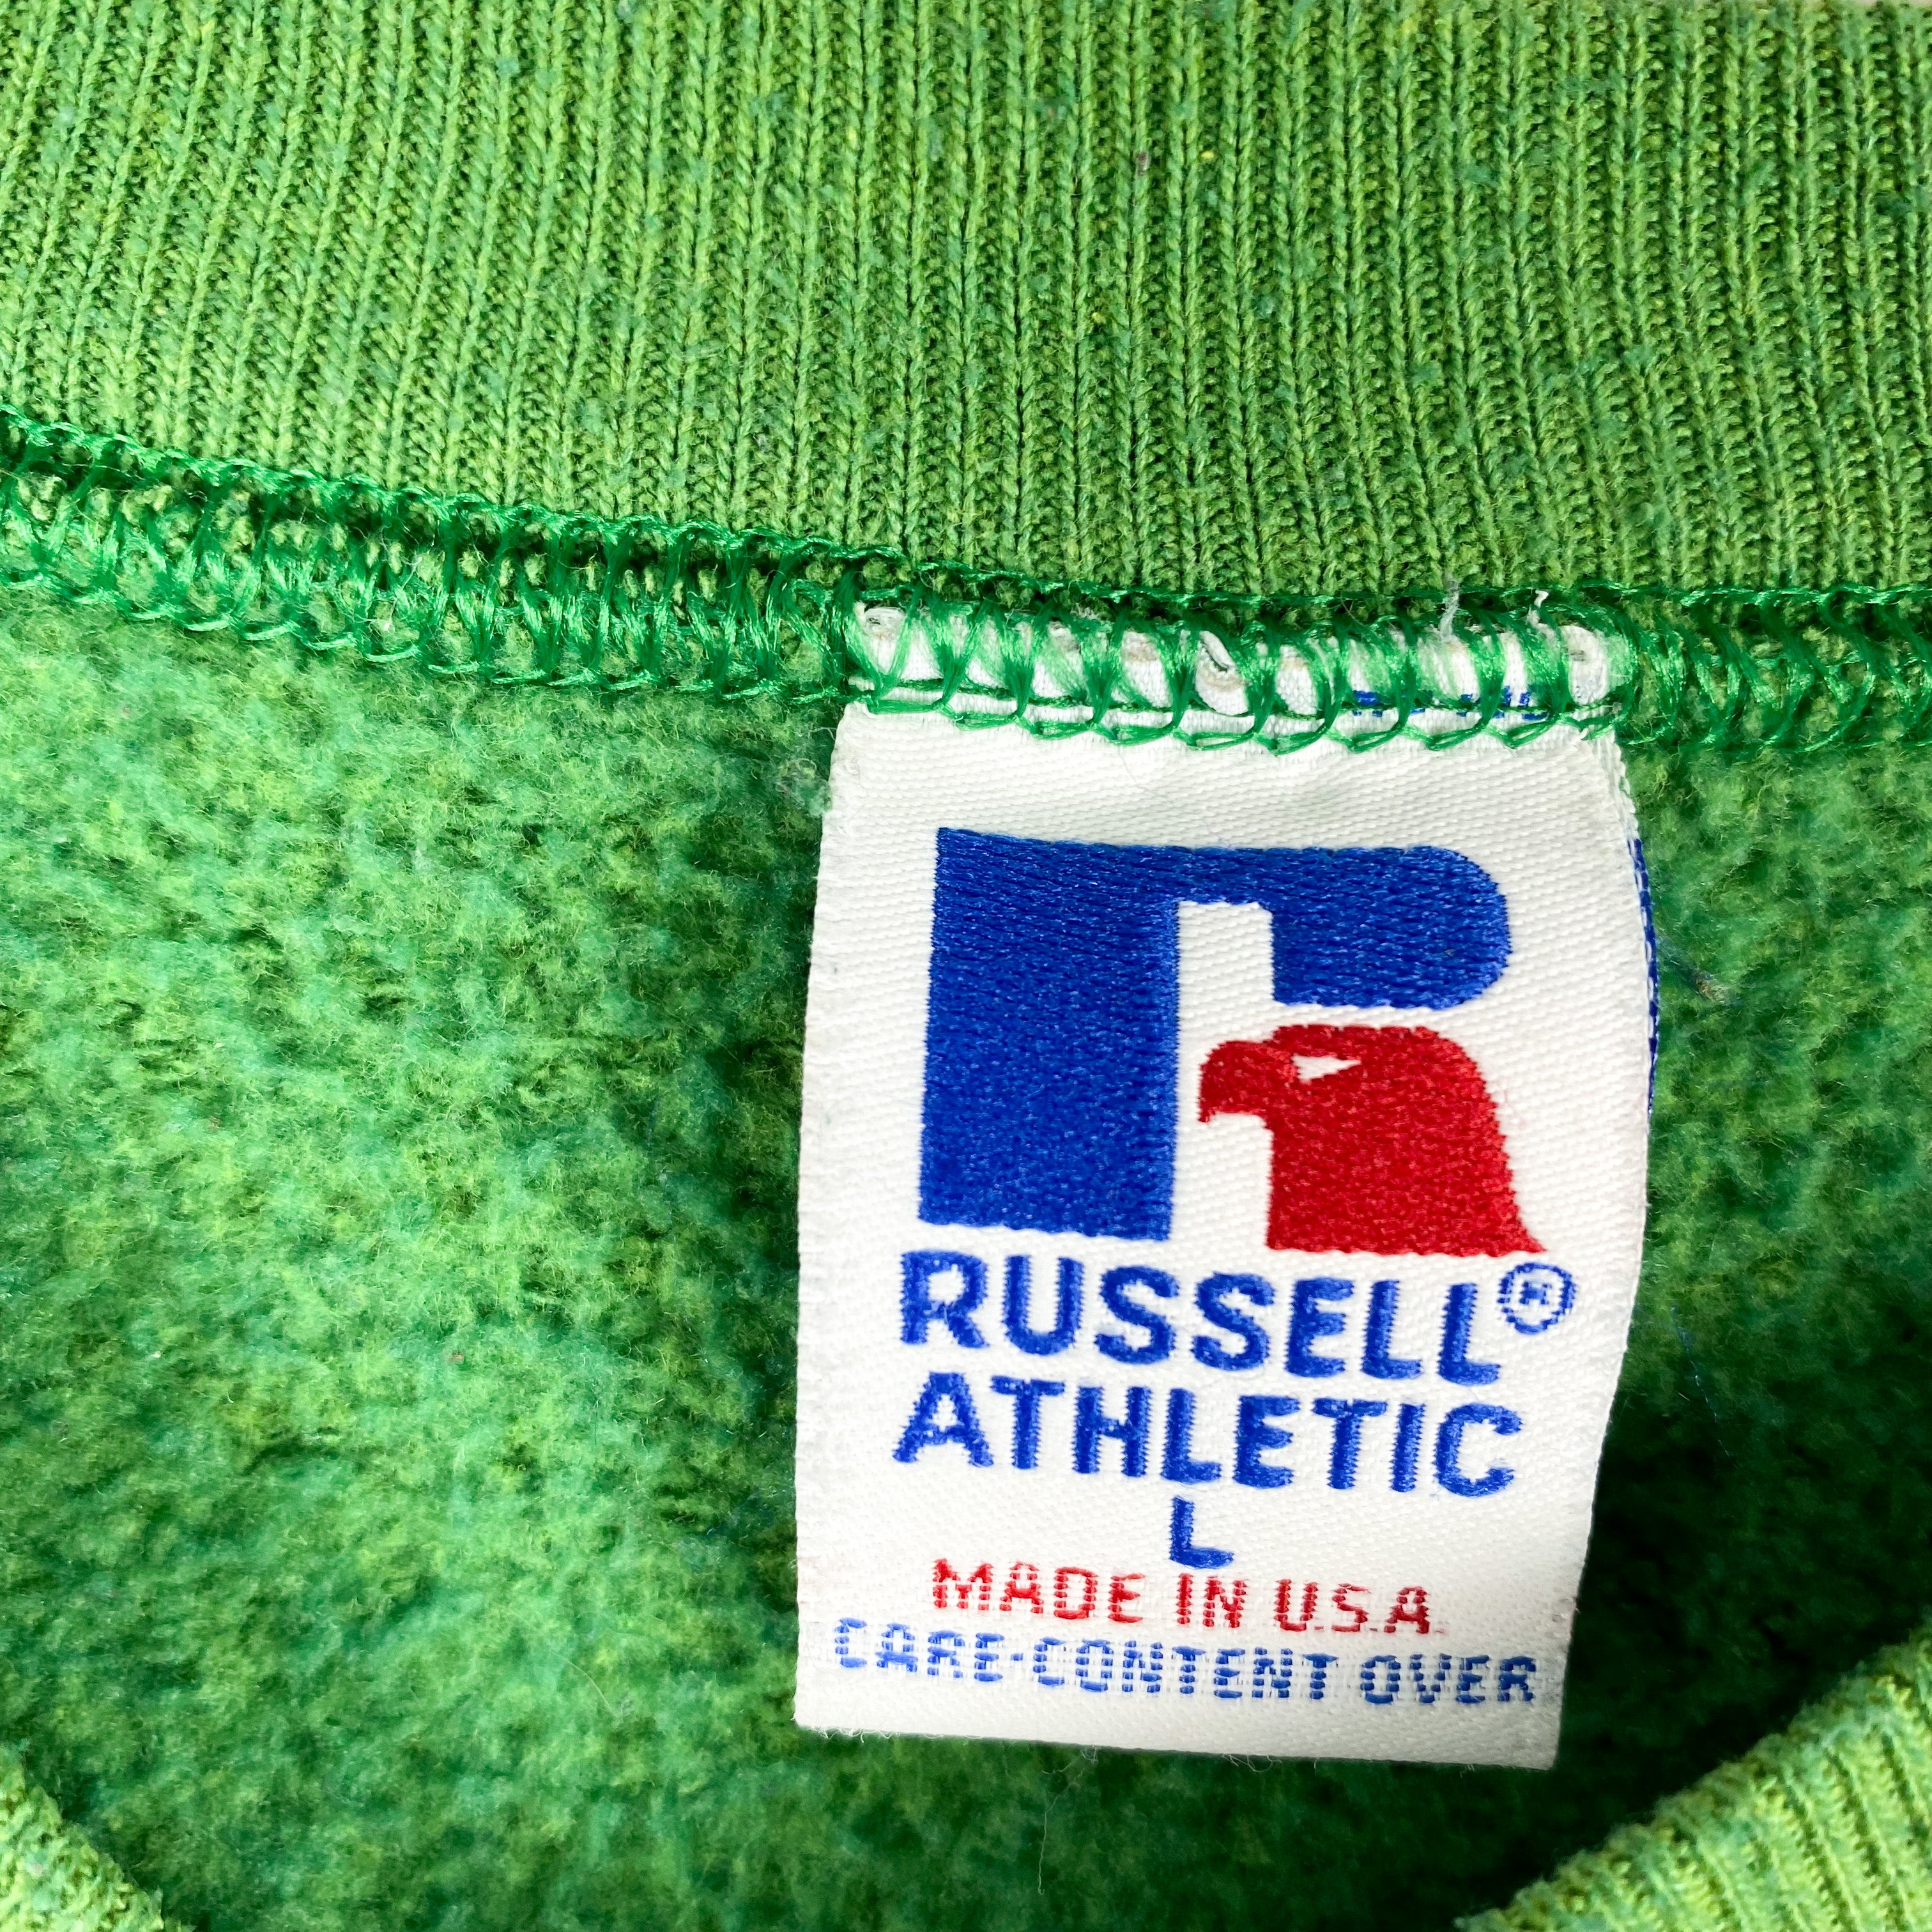 RUSSELL®
ATHLETIC
L
MADE IN U.S.A.
CARE-CONTENT OVER